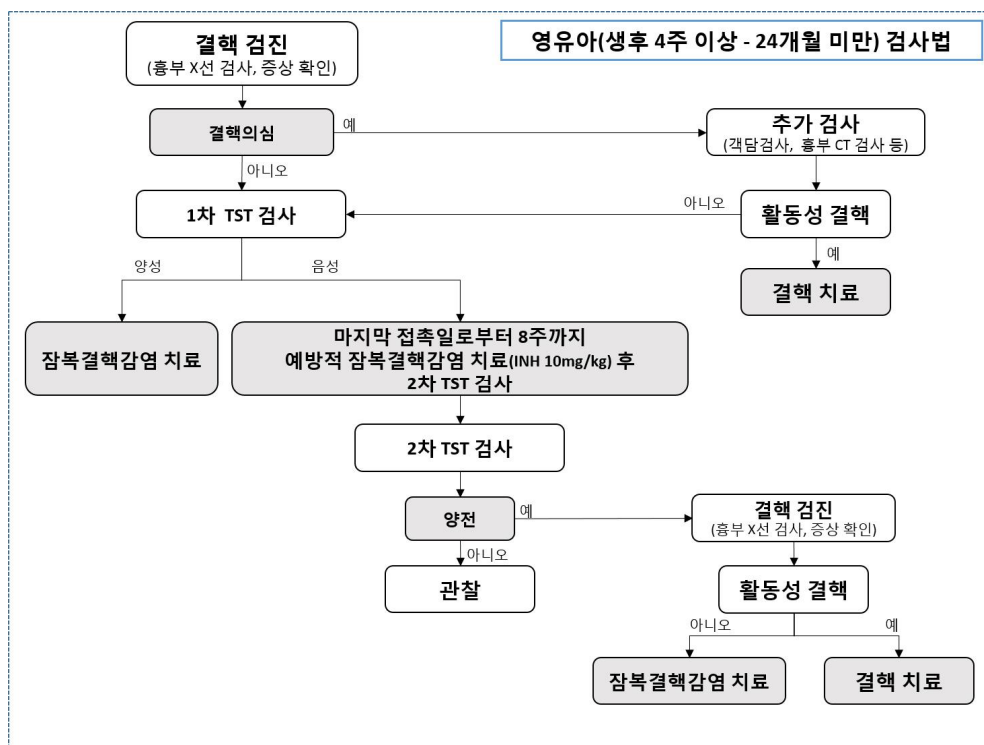 영유아(생후 4주 이상 - 24개월 미만) 검사법
결핵 검진
(흉부 X선 검사, 증상 확인)
결핵의심
예
추가 검사
(객담검사, 흉부 CT 검사 등)
아니오
1차 TST 검사
아니오
활동성 결핵
예
결핵 치료
양성
음성
잠복결핵감염 치료
마지막 접촉일로부터 8주까지
예방적 잠복결핵감염 치료(INH 10mg/kg) 후
2차 TST 검사
2차 TST 검사
양전
예
결핵 검진
(흉부 X선 검사, 증상 확인)
아니오
관찰
활동성 결핵
아니오
예
잠복결핵감염 치료
결핵 치료